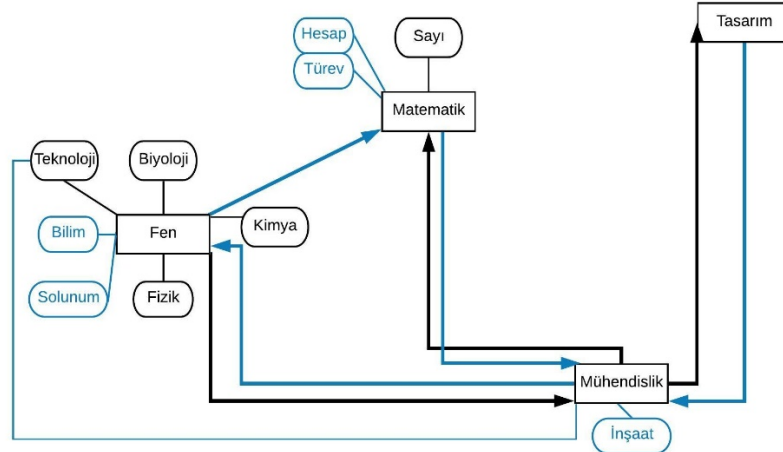 Tasarım
Hesap
Sayı
Türev
Matematik
Teknoloji
Biyoloji
Bilim
Fen
Kimya
Solunum
Fizik
Mühendislik
İnşaat